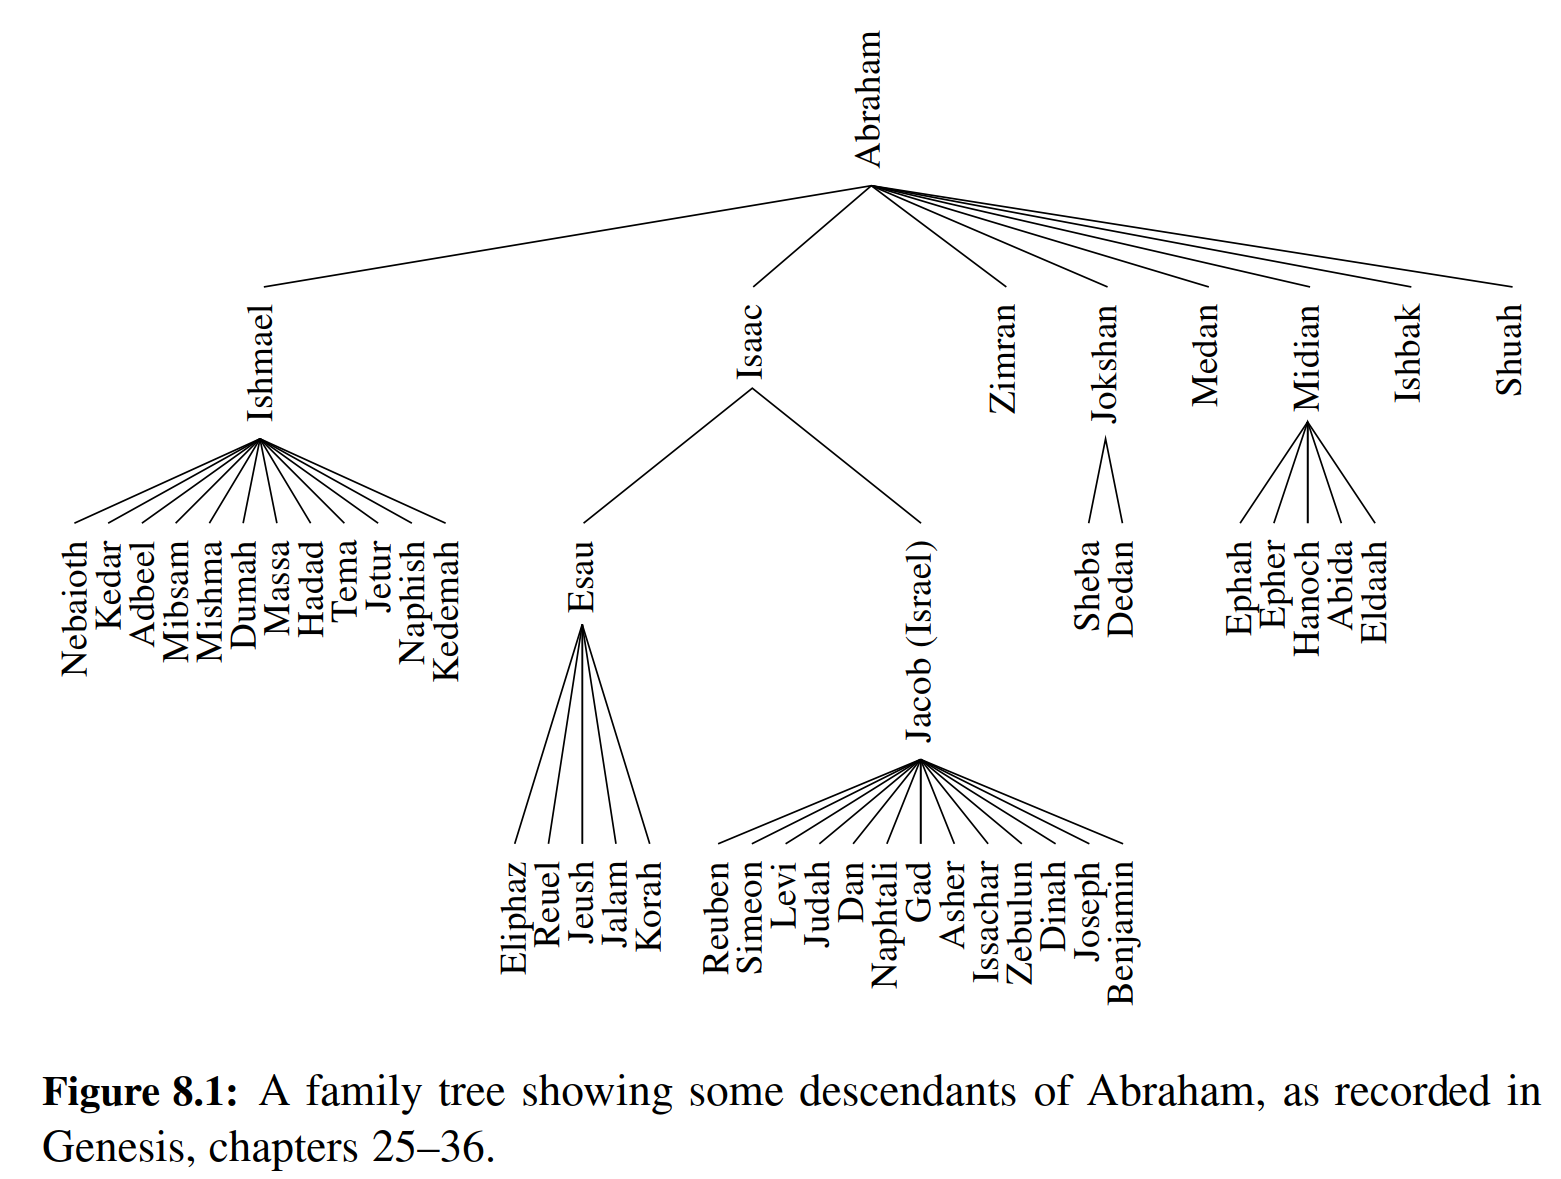 Abraham
Ishmael
Isaac
Zimran
Jokshan
Medan
Midian
Ishbak
Shuah
Nebaioth
Kedar
Adbeel
Mibsam
Mishma
Dumah
Massa
Hadad
Tema
Jetur
Naphish
Kedemah
Esau
Jacob (Israel)
Sheba
Dedan
Ephah
Epher
Hanoch
Abida
Eldaah
Eliphaz
Reuel
Jeush
Jalam
Korah
Reuben
Simeon
Levi
Judah
Dan
Naphtali
Gad
Asher
Issachar
Zebulun
Dinah
Joseph
Benjamin
Figure 8.1: A family tree showing some descendants of Abraham, as recorded in
Genesis, chapters 25–36.